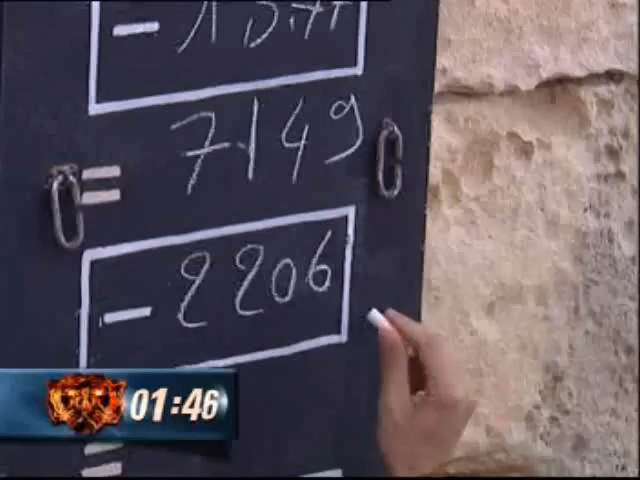 = 7149
- 2206
01:46
=